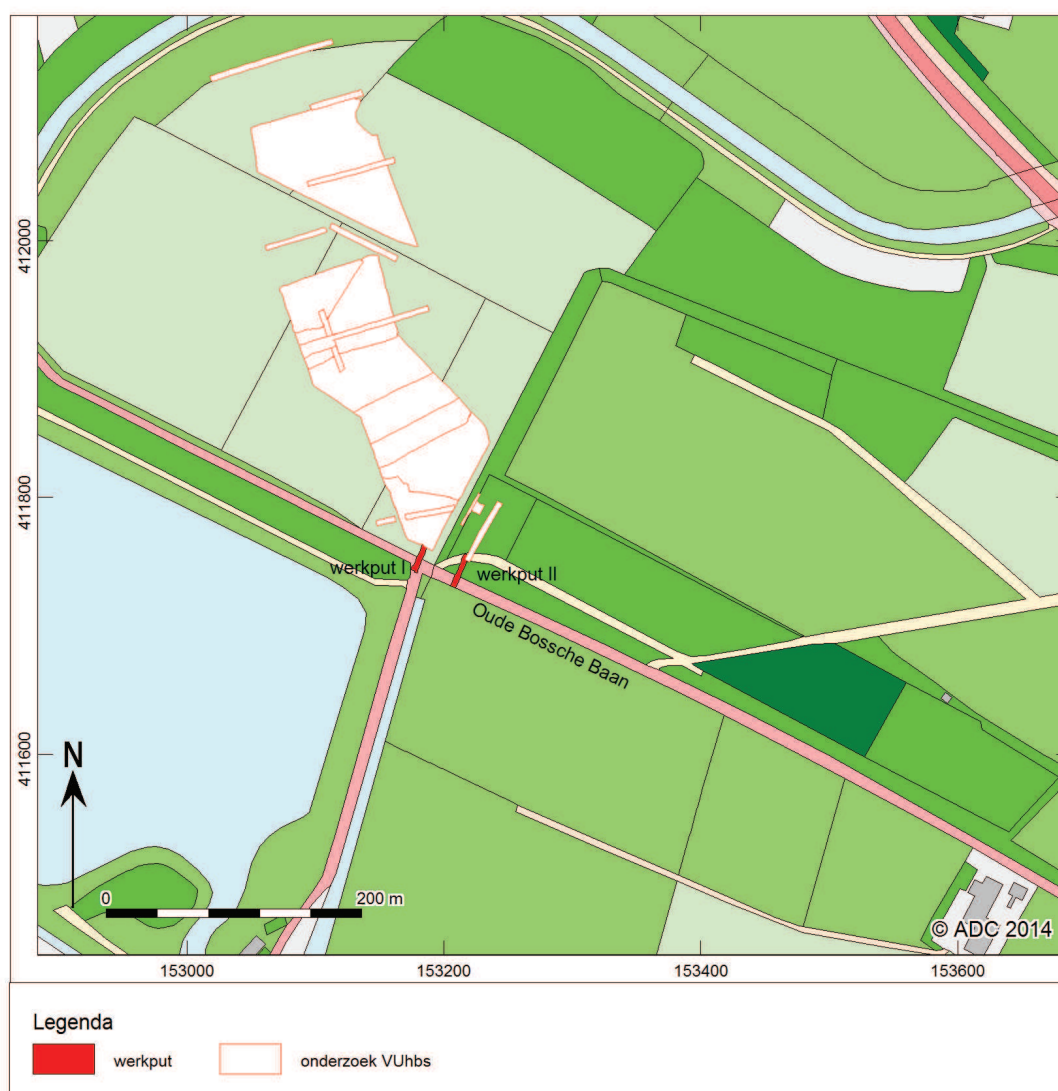 412000
411800
werkput I
werkput II
Oude Bossche Baan
411600
N
0
200 m
© ADC 2014
153000
153200
153400
153600
Legenda
werkput
onderzoek VUhbs